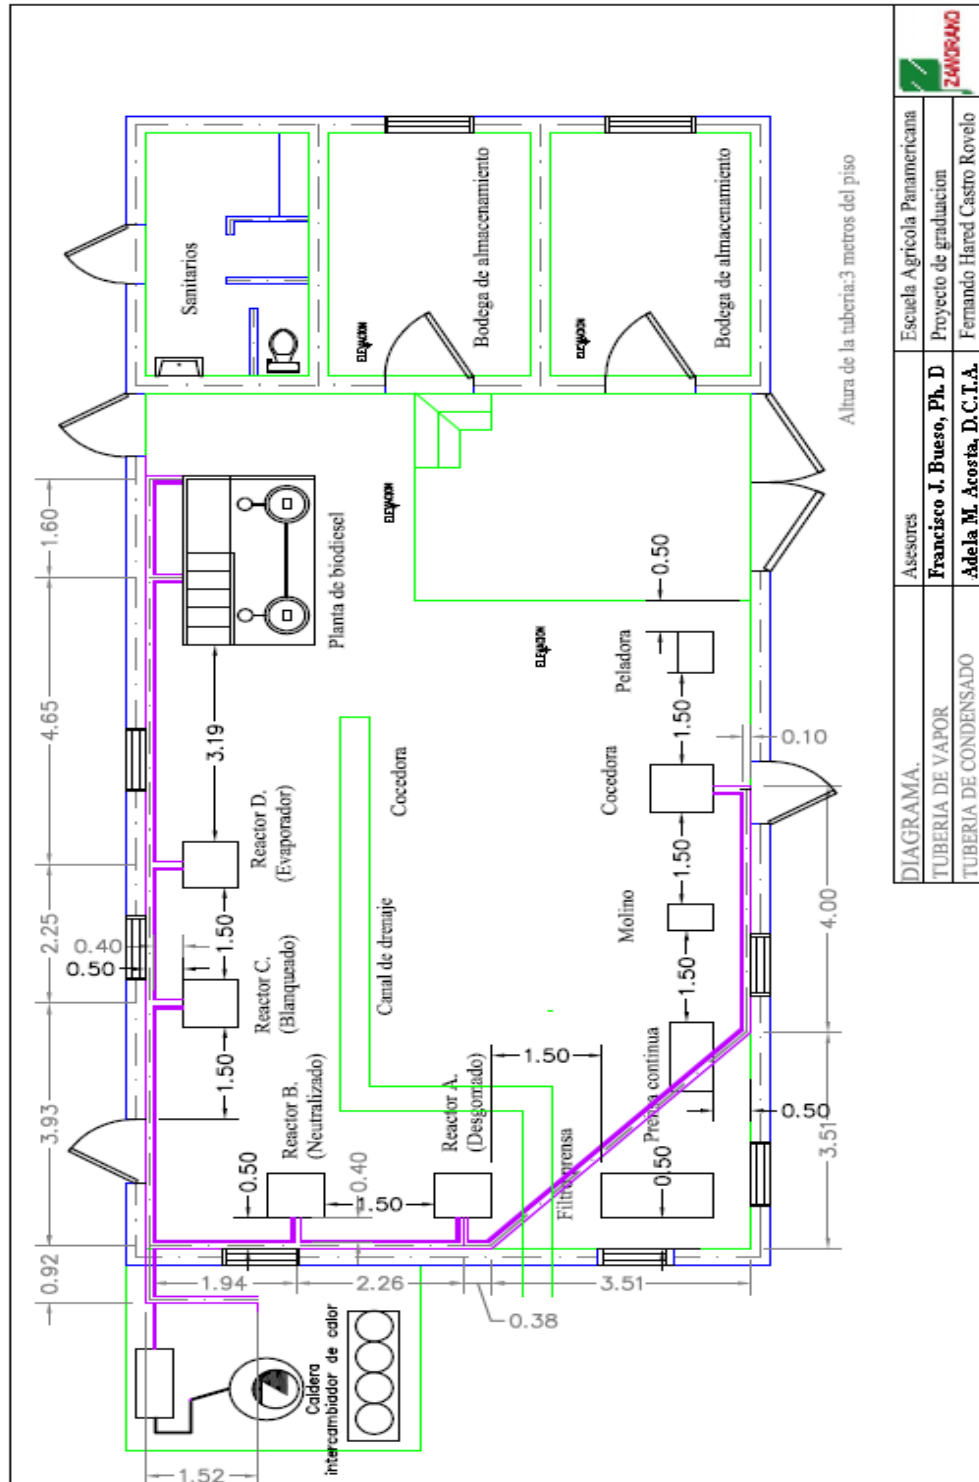 1.60
4.65
2.25
3.93
0.92
Sanitarios
Bodega de almacenamiento
Bodega de almacenamiento
ELEVACION
ELEVACION
ELEVACION
ELEVACION
Altura de la tuberia:3 metros del piso
Planta de biodiesel
3.19
0.50
Peladora
1.50
0.10
Reactor D.
(Evaporador)
Cocedora
Cocedora
0.40
0.50
1.50
1.50
Reactor C.
(Blanqueado)
Canal de drenaje
Molino
1.50
4.00
1.50
Reactor B.
(Neutralizado)
Reactor A.
(Desgomado)
1.50
Prensa continua
0.50
3.51
0.50
0.40
1.50
Filtro prensa
0.50
1.94
2.26
0.38
3.51
Caldera
intercambiador de calor
1.52
DIAGRAMA.
TUBERIA DE VAPOR
TUBERIA DE CONDENSADO
Asesores
Francisco J. Bueso, Ph. D
Adela M. Acosta, D.C.T.A.
Escuela Agricola Panamericana
Proyecto de graduacion
Fernando Hared Castro Rovelo
ZAMORANO